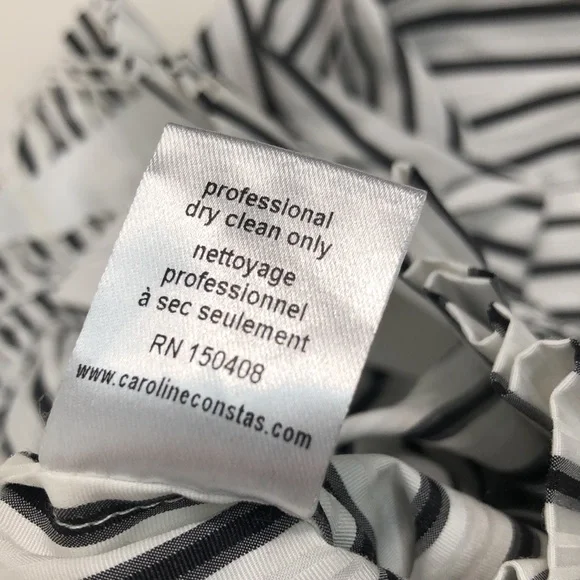 professional
dry clean only
nettoyage
professionnel
à sec seulement
RN 150408
www.carolineconstas.com